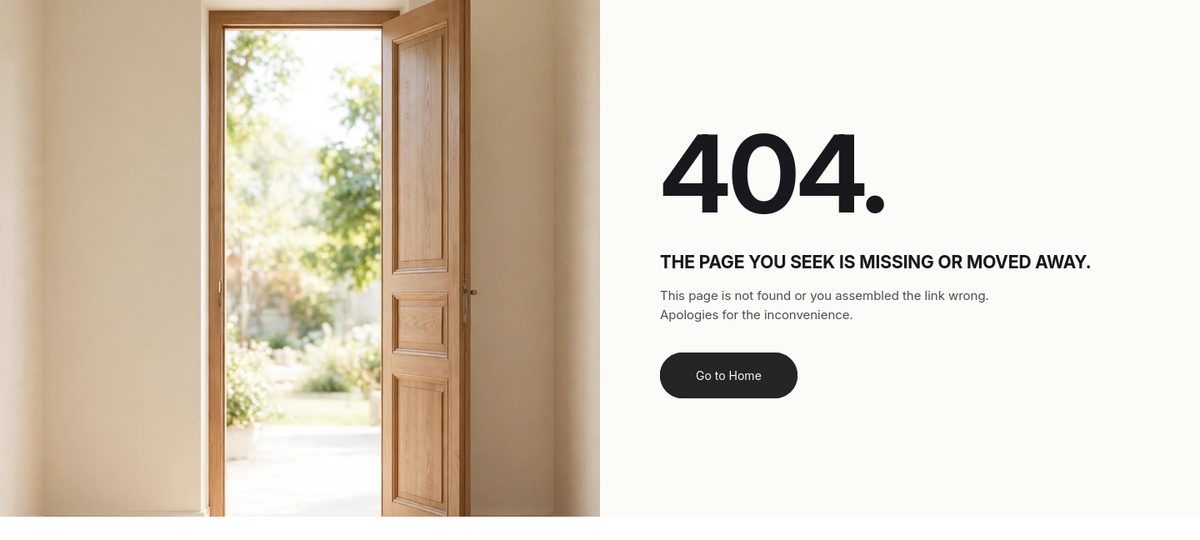 404.
THE PAGE YOU SEEK IS MISSING OR MOVED AWAY.
This page is not found or you assembled the link wrong.
Apologies for the inconvenience.
Go to Home